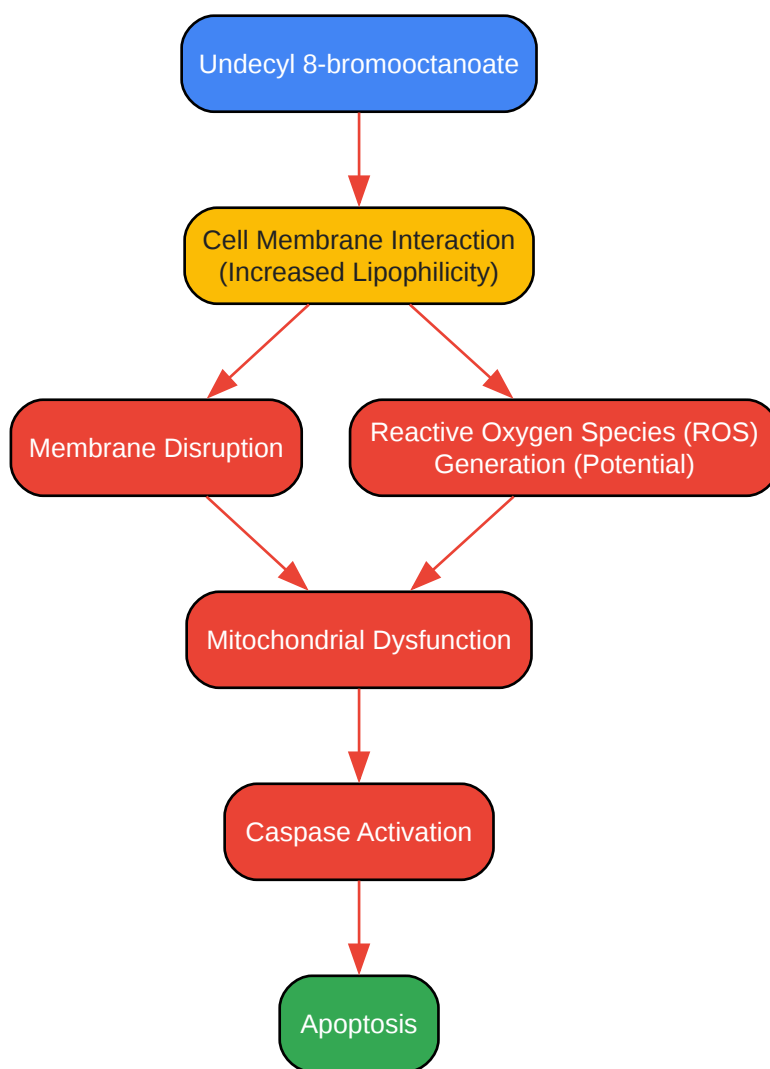 Undecyl 8-bromooctanoate
Cell Membrane Interaction
(Increased Lipophilicity)
Membrane Disruption
Reactive Oxygen Species (ROS)
Generation (Potential)
Mitochondrial Dysfunction
Caspase Activation
Apoptosis